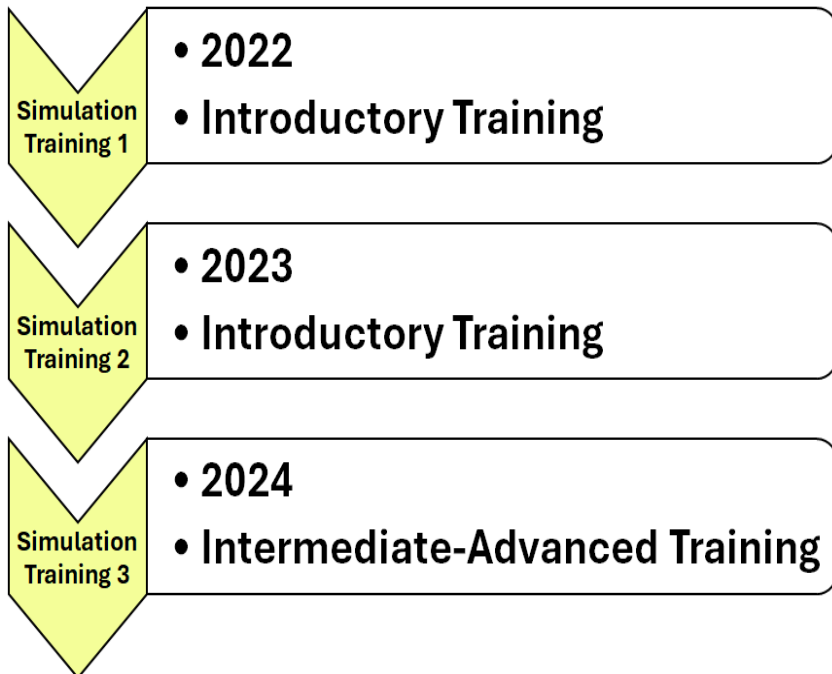 Simulation
Training 1
• 2022
• Introductory Training
Simulation
Training 2
• 2023
• Introductory Training
Simulation
Training 3
• 2024
• Intermediate-Advanced Training